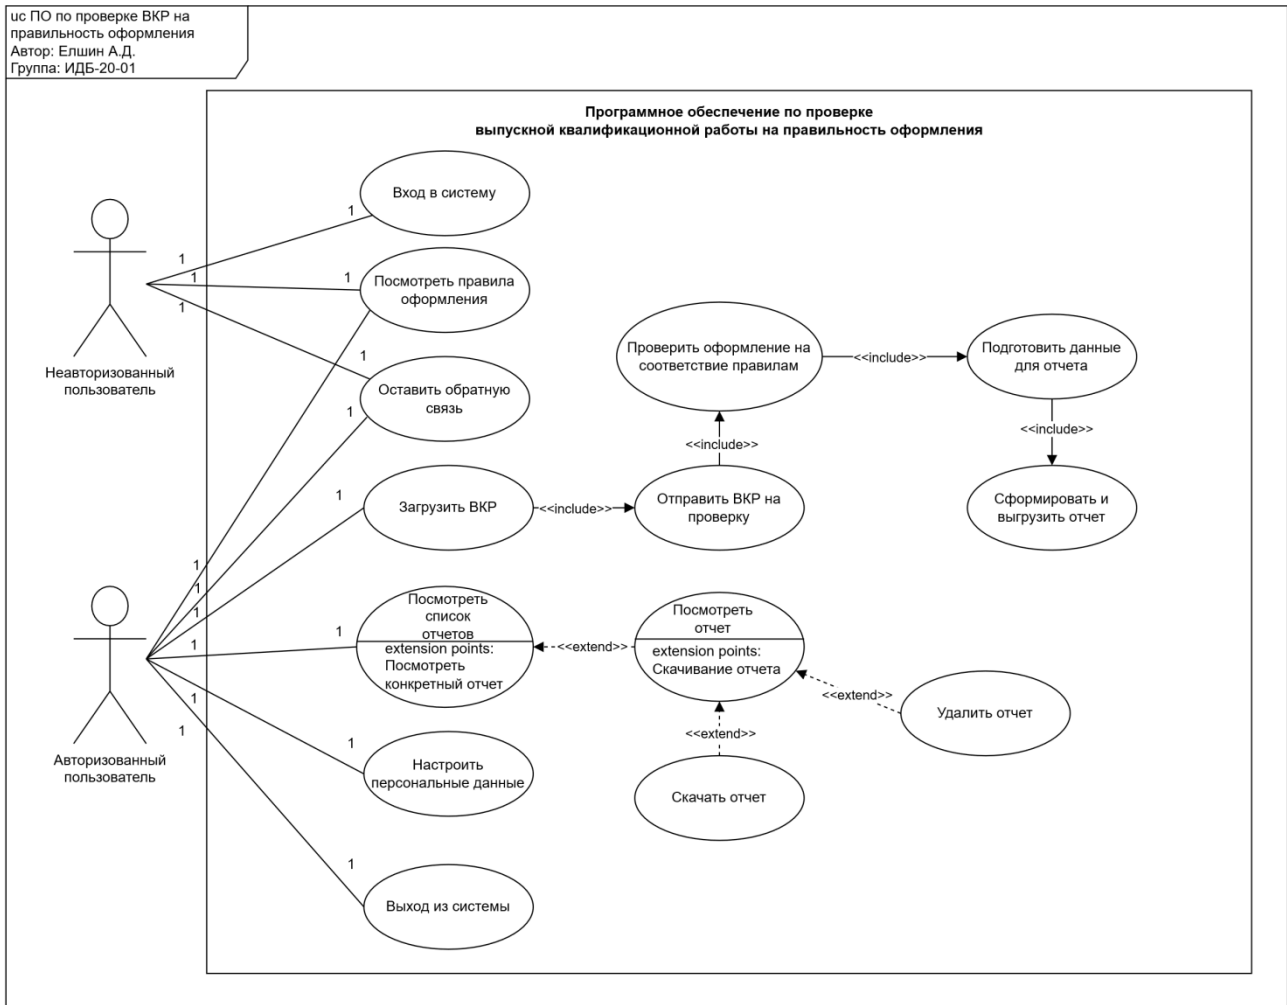 uc ПО по проверке ВКР на
правильность оформления
Автор: Елшин А.Д.
Группа: ИДБ-20-01
Программное обеспечение по проверке
выпускной квалификационной работы на правильность оформления
Вход в систему
1
1
Посмотреть правила
оформления
1
1
1
Оставить обратную
связь
1
1
Неавторизованный
пользователь
Проверить оформление на
соответствие правилам
<<include>>
Подготовить данные
для отчета
<<include>>
<<include>>
Загрузить ВКР
1
<<include>>
Отправить ВКР на
проверку
Сформировать и
выгрузить отчет
1
1
1
Посмотреть
список
отчетов
extension points:
Посмотреть
конкретный отчет
1
1
<<extend>>
Посмотреть
отчет
extension points:
Скачивание отчета
<<extend>>
Удалить отчет
<<extend>>
Скачать отчет
Авторизованный
пользователь
1
1
1
Настроить
персональные данные
1
Выход из системы